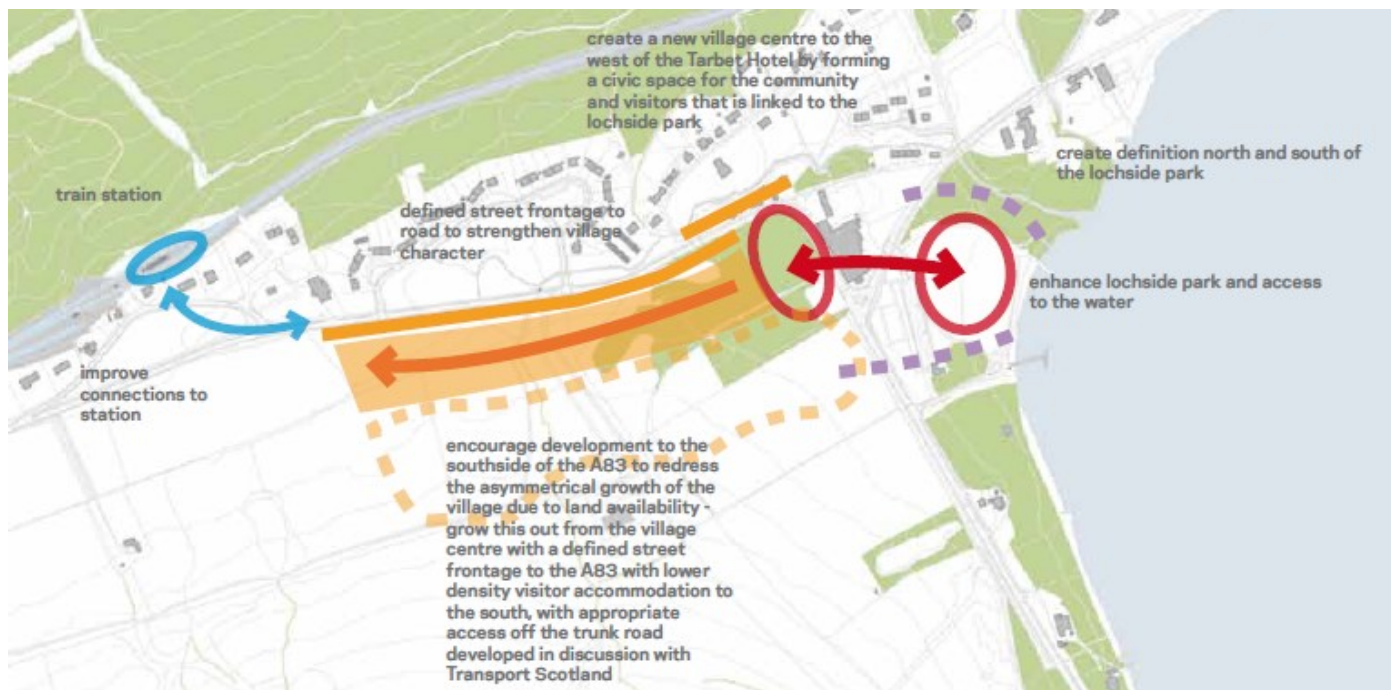 create a new village centre to the
west of the Tarbet Hotel by forming
a civic space for the community
and visitors that is linked to the
lochside park
create definition north and south of
the lochside park
train station
defined street frontage to
road to strengthen village
character
enhance lochside park and access
to the water
improve
connections to
station
encourage development to the
southside of the A83 to redress
the asymmetrical growth of the
village due to land availability -
grow this out from the village
centre with a defined street
frontage to the A83 with lower
density visitor accommodation to
the south, with appropriate
access off the trunk road
developed in discussion with
Transport Scotland